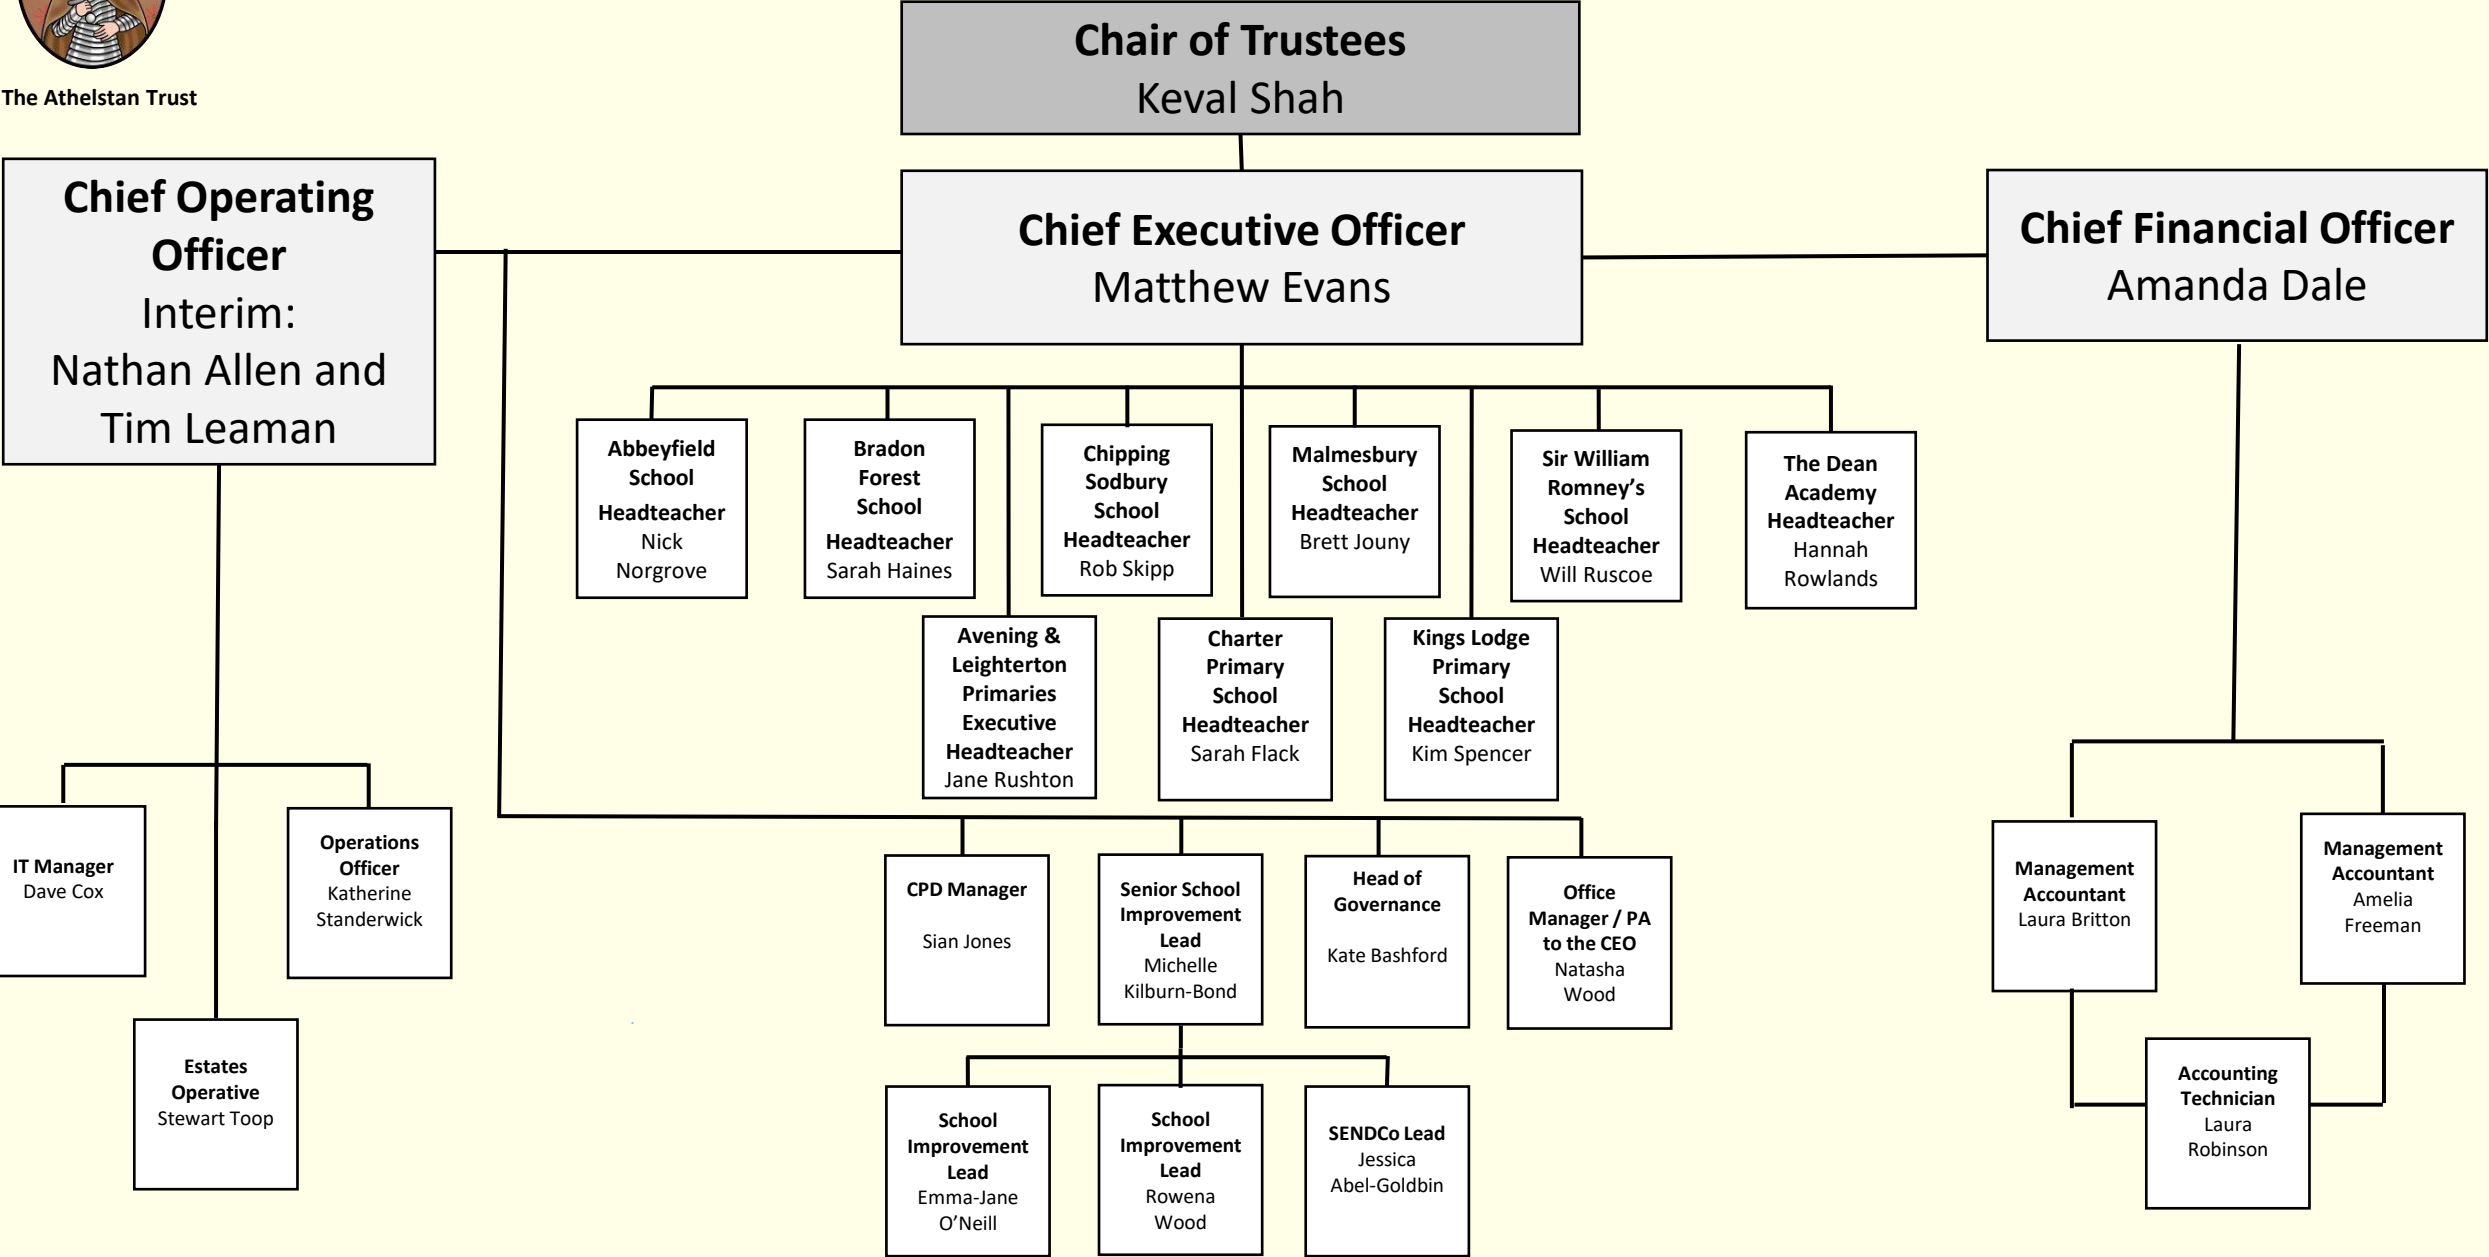 The Athelstan Trust
Chair of Trustees
Keval Shah
Chief Operating
Officer
Interim:
Nathan Allen and
Tim Leaman
Chief Executive Officer
Matthew Evans
Chief Financial Officer
Amanda Dale
Abbeyfield
School
Headteacher
Nick
Norgrove
Bradon
Forest
School
Headteacher
Sarah Haines
Chipping
Sodbury
School
Headteacher
Rob Skipp
Malmesbury
School
Headteacher
Brett Jouny
Sir William
Romney’s
School
Headteacher
Will Ruscoe
The Dean
Academy
Headteacher
Hannah
Rowlands
Avening &
Leighterton
Primaries
Executive
Headteacher
Jane Rushton
Charter
Primary
School
Headteacher
Sarah Flack
Kings Lodge
Primary
School
Headteacher
Kim Spencer
IT Manager
Dave Cox
Operations
Officer
Katherine
Standerwick
Estates
Operative
Stewart Toop
CPD Manager
Sian Jones
Senior School
Improvement
Lead
Michelle
Kilburn-Bond
Head of
Governance
Kate Bashford
Office
Manager / PA
to the CEO
Natasha
Wood
School
Improvement
Lead
Emma-Jane
O’Neill
School
Improvement
Lead
Rowena
Wood
SENDCo Lead
Jessica
Abel-Goldbin
Management
Accountant
Laura Britton
Management
Accountant
Amelia
Freeman
Accounting
Technician
Laura
Robinson